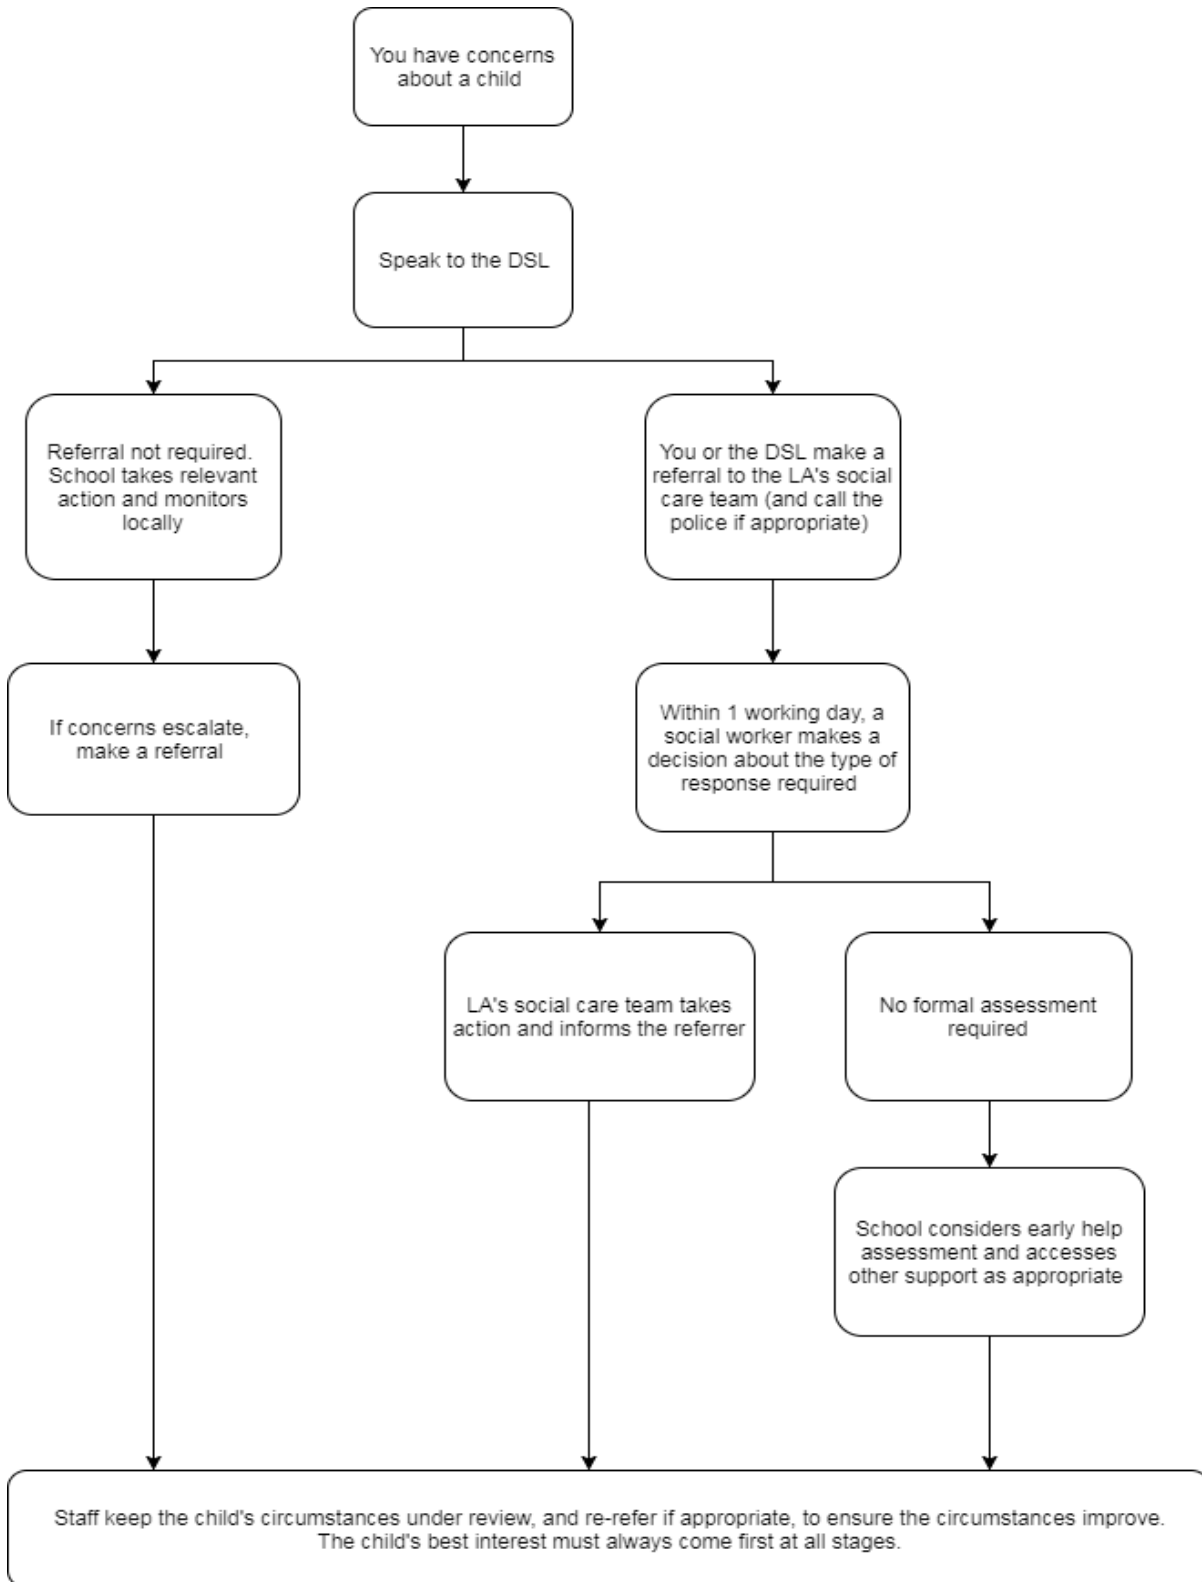 You have concerns
about a child
Speak to the DSL
Referral not required.
School takes relevant
action and monitors
locally
You or the DSL make a
referral to the LA's social
care team (and call the
police if appropriate)
If concerns escalate,
make a referral
Within 1 working day, a
social worker makes a
decision about the type of
response required
LA's social care team takes
action and informs the referrer
No formal assessment
required
School considers early help
assessment and accesses
other support as appropriate
Staff keep the child's circumstances under review, and re-refer if appropriate, to ensure the circumstances improve.
The child's best interest must always come first at all stages.